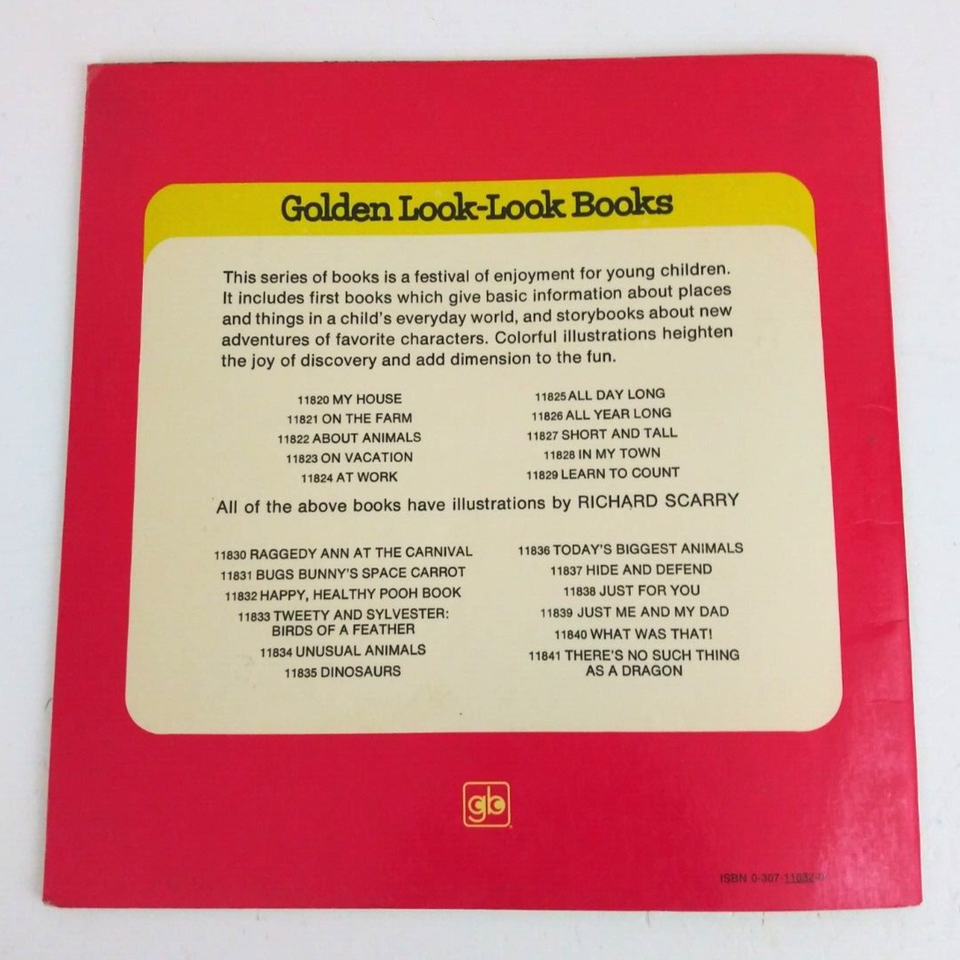 Golden Look-Look Books
This series of books is a festival of enjoyment for young children.
It includes first books which give basic information about places
and things in a child's everyday world, and storybooks about new
adventures of favorite characters. Colorful illustrations heighten
the joy of discovery and add dimension to the fun.
11820 MY HOUSE
11821 ON THE FARM
11822 ABOUT ANIMALS
11823 ON VACATION
11824 AT WORK
11825 ALL DAY LONG
11826 ALL YEAR LONG
11827 SHORT AND TALL
11828 IN MY TOWN
11829 LEARN TO COUNT
All of the above books have illustrations by RICHARD SCARRY
11830 RAGGEDY ANN AT THE CARNIVAL
11831 BUGS BUNNY'S SPACE CARROT
11832 HAPPY, HEALTHY POOH BOOK
11833 TWEETY AND SYLVESTER:
BIRDS OF A FEATHER
11834 UNUSUAL ANIMALS
11835 DINOSAURS
11836 TODAY'S BIGGEST ANIMALS
11837 HIDE AND DEFEND
11838 JUST FOR YOU
11839 JUST ME AND MY DAD
11840 WHAT WAS THAT!
11841 THERE'S NO SUCH THING
AS A DRAGON
gb
ISBN